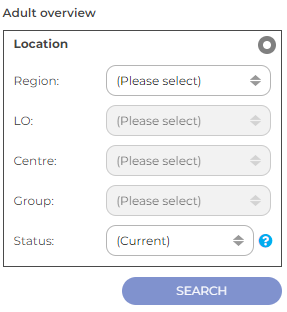 Adult overview
Location
Region: (Please select)
LO: (Please select)
Centre: (Please select)
Group: (Please select)
Status: (Current) ?
SEARCH